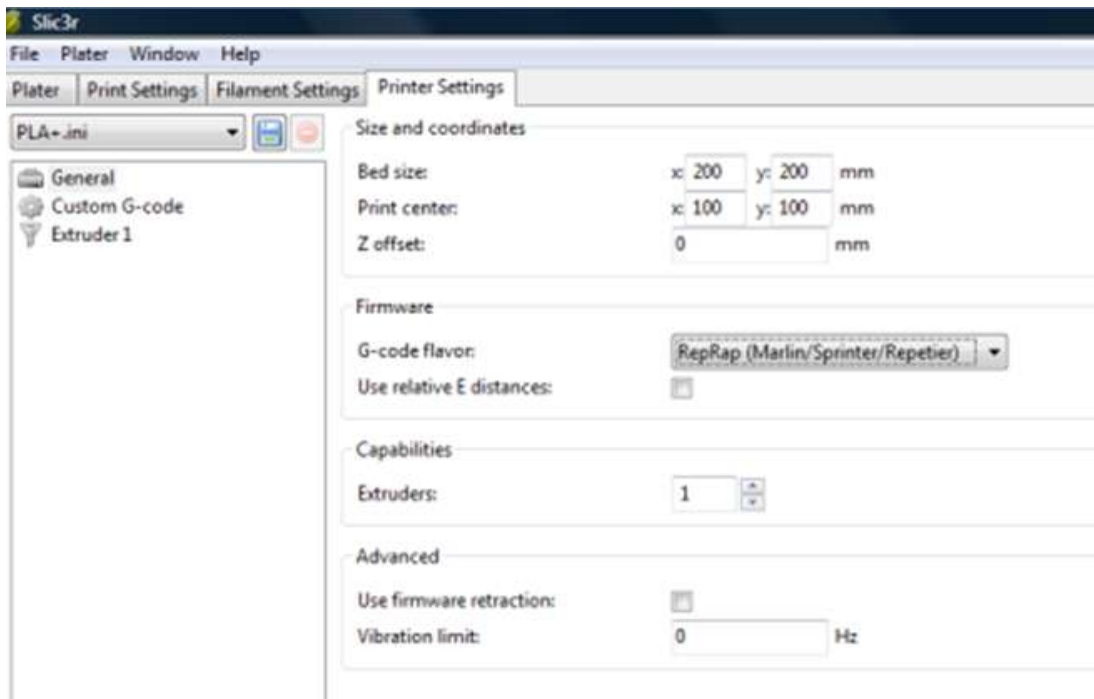 Slic3r
File Plater Window Help
Plater Print Settings Filament Settings Printer Settings
PLA+.ini
General
Custom G-code
Extruder 1
Size and coordinates
Bed size: x: 200 y: 200 mm
Print center: x: 100 y: 100 mm
Z offset: 0 mm
Firmware
G-code flavor: RepRap (Marlin/Sprinter/Repetier)
Use relative E distances:
Capabilities
Extruders: 1
Advanced
Use firmware retraction:
Vibration limit: 0 Hz